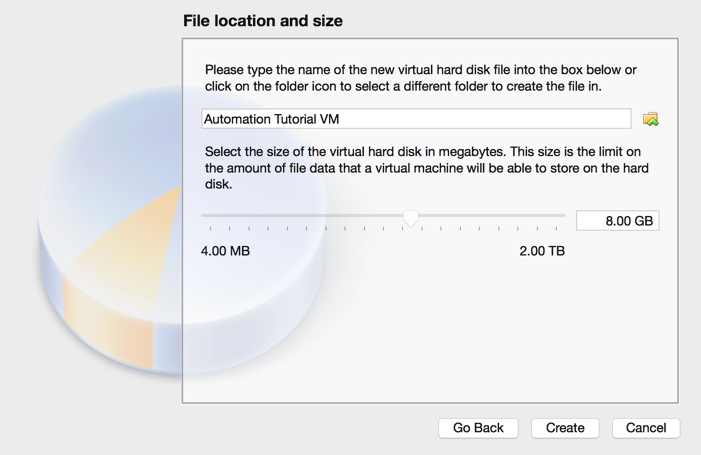 File location and size
Please type the name of the new virtual hard disk file into the box below or
click on the folder icon to select a different folder to create the file in.
Automation Tutorial VM
Select the size of the virtual hard disk in megabytes. This size is the limit on
the amount of file data that a virtual machine will be able to store on the hard
disk.
8.00 GB
4.00 MB 2.00 TB
Go Back Create Cancel